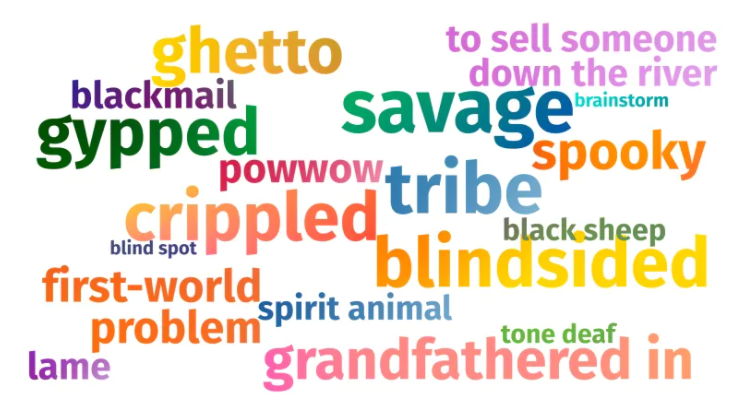 ghetto
to sell someone
down the river
blackmail
savage
brainstorm
gypped
spooky
powwow
tribe
crippled
black sheep
blind spot
blindsided
first-world
problem
spirit animal
tone deaf
grandfathered in
lame